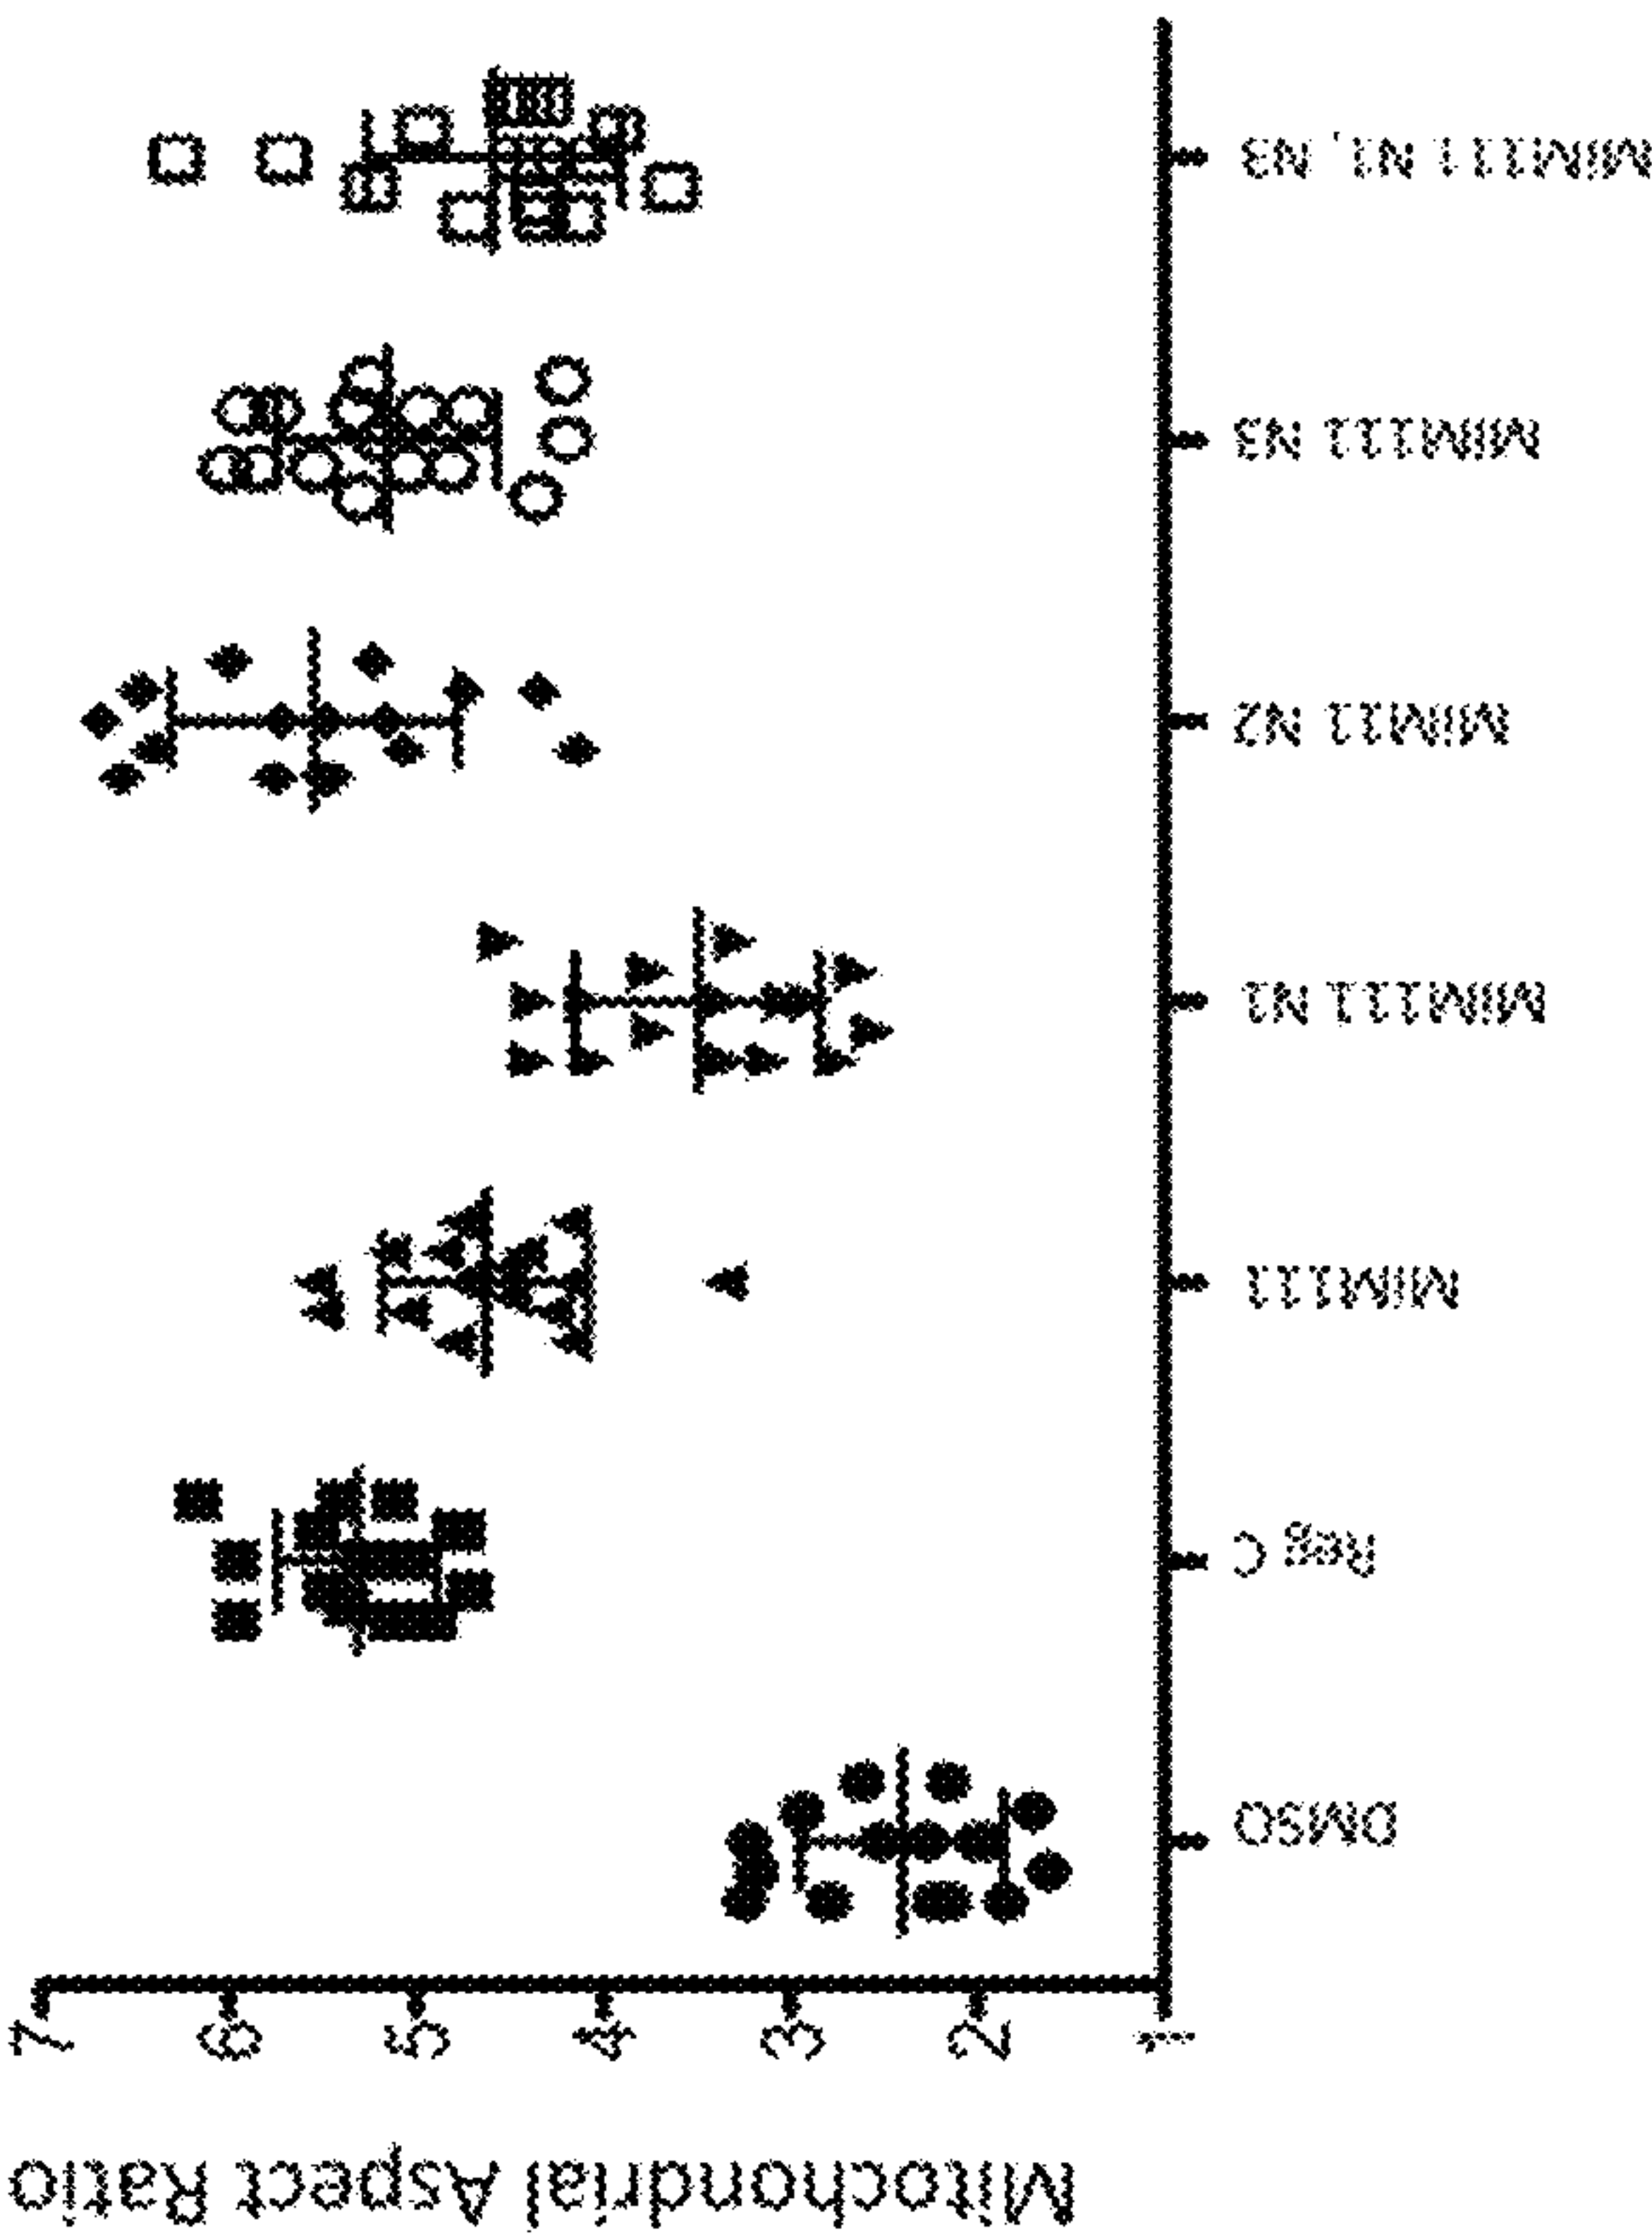 Mitochondrial Aspect Ratio
7
6
5
4
3
2
1
DMSO
Reg C
MiM111
MiM111 N1
MiM11 N2
MiM111 N3
MiM111 N1, N3